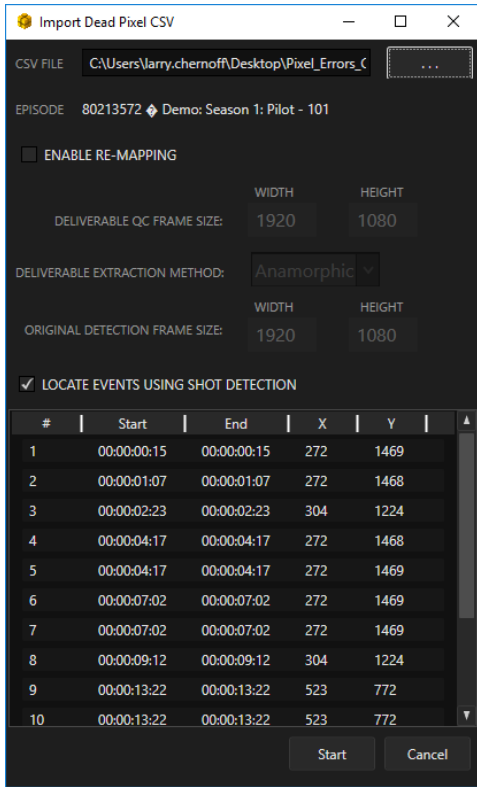 Import Dead Pixel CSV
CSV FILE C:\Users\larry.chernoff\Desktop\Pixel_Errors_C ...
EPISODE 80213572 � Demo: Season 1: Pilot - 101
ENABLE RE-MAPPING
WIDTH HEIGHT
DELIVERABLE QC FRAME SIZE: 1920 1080
DELIVERABLE EXTRACTION METHOD: Anamorphic
WIDTH HEIGHT
ORIGINAL DETECTION FRAME SIZE: 1920 1080
LOCATE EVENTS USING SHOT DETECTION
# Start End X Y
1 00:00:00:15 00:00:00:15 272 1469
2 00:00:01:07 00:00:01:07 272 1468
3 00:00:02:23 00:00:02:23 304 1224
4 00:00:04:17 00:00:04:17 272 1468
5 00:00:04:17 00:00:04:17 272 1469
6 00:00:07:02 00:00:07:02 272 1469
7 00:00:07:02 00:00:07:02 272 1469
8 00:00:09:12 00:00:09:12 304 1224
9 00:00:13:22 00:00:13:22 523 772
10 00:00:13:22 00:00:13:22 523 772
Start Cancel